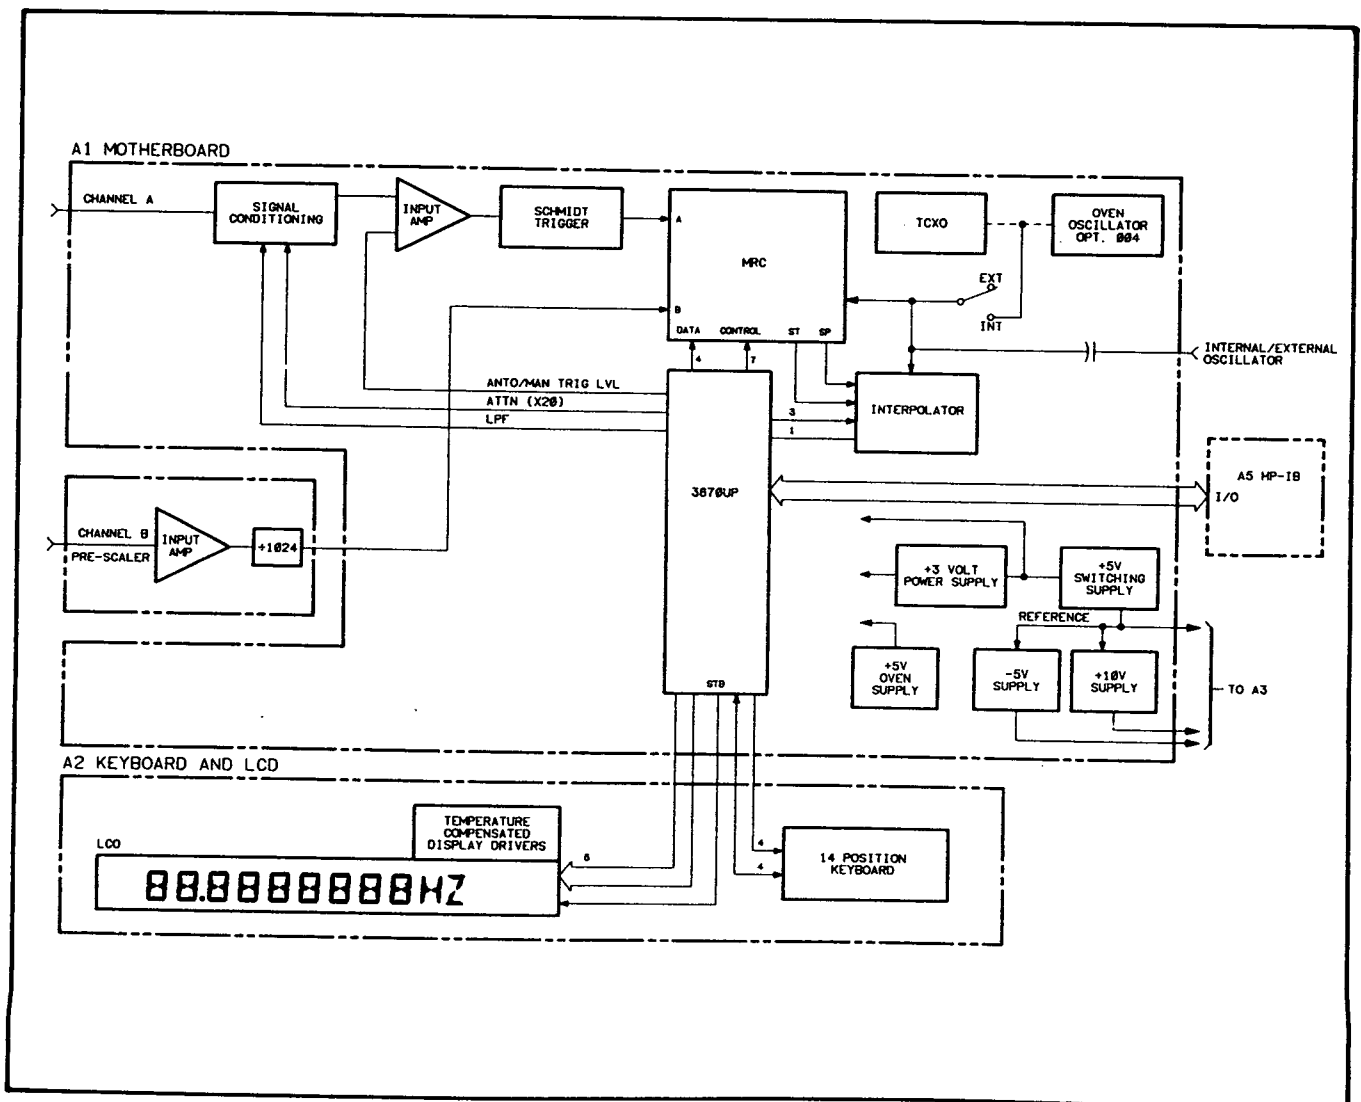 A1 MOTHERBOARD
CHANNEL A
SIGNAL
CONDITIONING
INPUT
AMP
SCHMIDT
TRIGGER
A
MRC
B
DATA
CONTROL
ST
SP
TCXO
OVEN
OSCILLATOR
OPT. 004
EXT
INT
INTERNAL/EXTERNAL
OSCILLATOR
4
7
ANTO/MAN TRIG LVL
ATTN (X20)
LPF
3
1
INTERPOLATOR
3870UP
A5 HP-IB
I/O
CHANNEL B
PRE-SCALER
INPUT
AMP
÷1024
+3 VOLT
POWER SUPPLY
+5V
SWITCHING
SUPPLY
REFERENCE
+5V
OVEN
SUPPLY
-5V
SUPPLY
+10V
SUPPLY
TO A3
STB
A2 KEYBOARD AND LCD
LCD
TEMPERATURE
COMPENSATED
DISPLAY DRIVERS
88.8888888HZ
6
4
4
14 POSITION
KEYBOARD